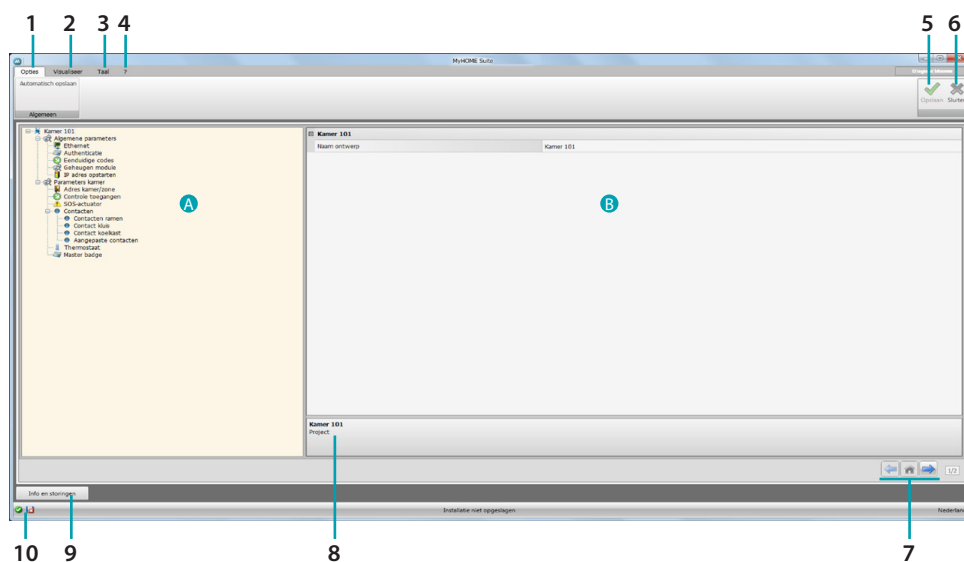 1 2 3 4 5 6
MyHOME Suite
Opties Visualiseer Taal ?
Automatisch opslaan
Opslaan Sluiten
Algemeen
Kamer 101
Algemene parameters
Ethernet
Authenticatie
Eenduidige codes
Geheugen module
IP adres opstarten
Parameters kamer
Adres kamer/zone
Controle toegangen
SOS-actuator
Contacten
Contacten ramen
Contact kluis
Contact koelkast
Aangepaste contacten
Thermostaat
Master badge
A
Kamer 101
Naam ontwerp Kamer 101
B
Kamer 101
Project
1/2
Info en storingen
Installatie niet opgeslagen
Nederlan
10 9 8 7